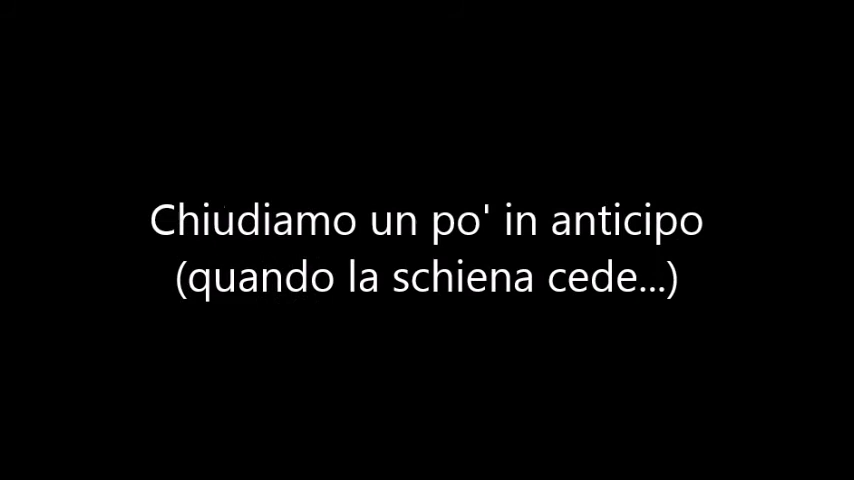 Chiudiamo un po' in anticipo
(quando la schiena cede...)